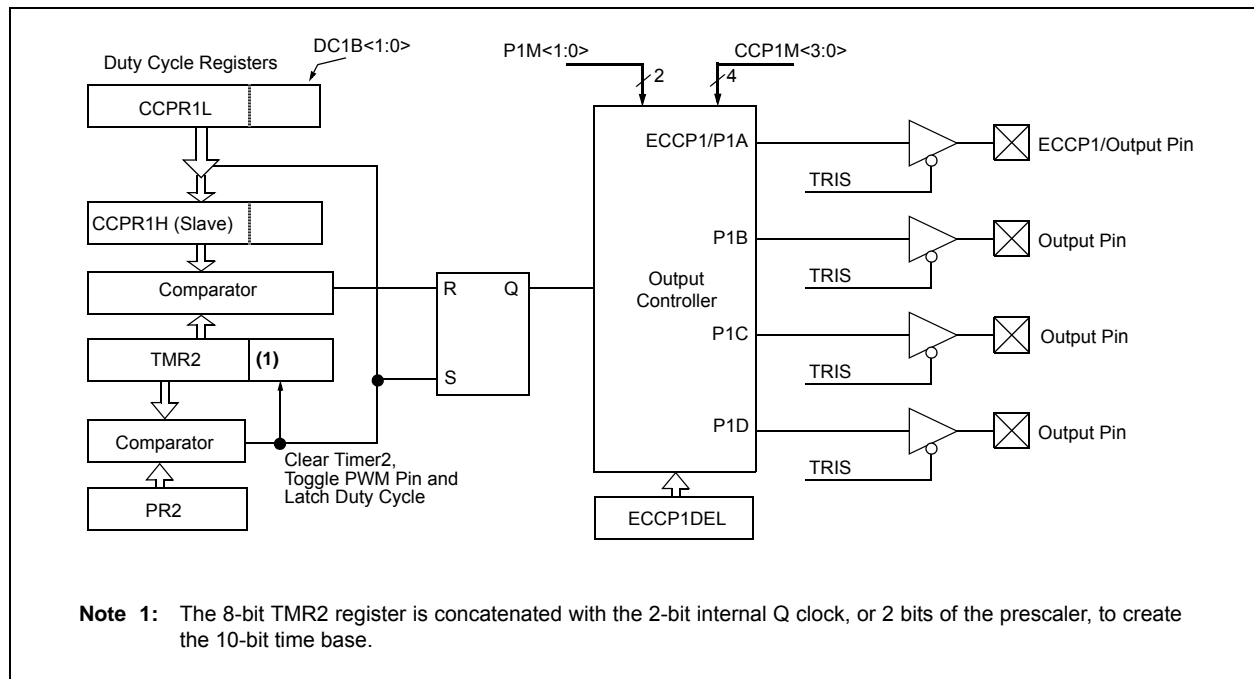 DC1B<1:0>
Duty Cycle Registers
CCPR1L
CCPR1H (Slave)
Comparator
TMR2
(1)
Comparator
PR2
Clear Timer2,
Toggle PWM Pin and
Latch Duty Cycle
R
Q
S
P1M<1:0>
2
CCP1M<3:0>
4
Output
Controller
ECCP1/P1A
P1B
P1C
P1D
ECCP1DEL
TRIS
ECCP1/Output Pin
TRIS
Output Pin
TRIS
Output Pin
TRIS
Output Pin
Note 1: The 8-bit TMR2 register is concatenated with the 2-bit internal Q clock, or 2 bits of the prescaler, to create
the 10-bit time base.